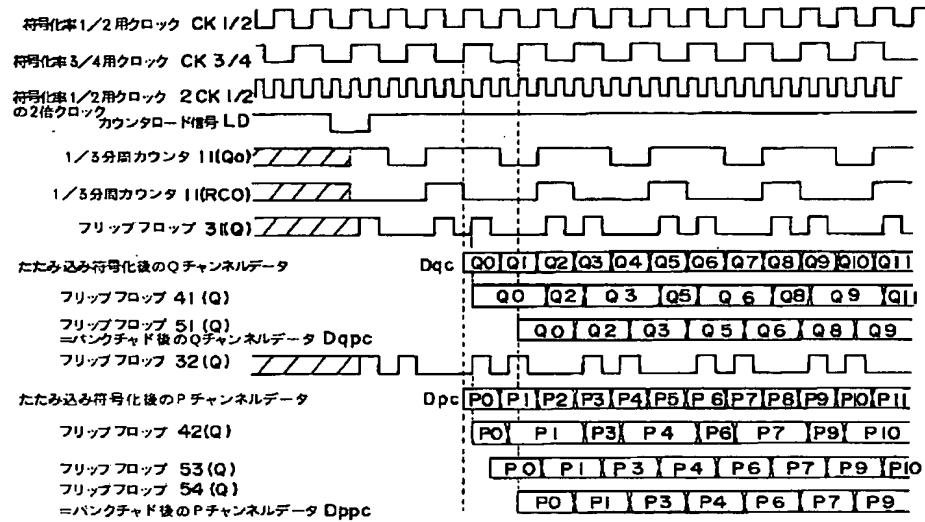 符号化率1/2用クロック CK 1/2
符号化率3/4用クロック CK 3/4
符号化率1/2用クロック 2CK 1/2
の2倍クロック
カウンタロード信号 LD
1/3分周カウンタ 11(Qo)
1/3分周カウンタ 11(RCO)
フリップフロップ 31(Q)
たたみ込み符号化後のQチャンネルデータ Dqc Q0 Q1 Q2 Q3 Q4 Q5 Q6 Q7 Q8 Q9 Q10 Q11
フリップフロップ 41(Q) Q0 Q2 Q3 Q5 Q6 Q8 Q9 Q11
フリップフロップ 51(Q)
=パンクチャド後のQチャンネルデータ Dqpc Q0 Q2 Q3 Q5 Q6 Q8 Q9
フリップフロップ 32(Q)
たたみ込み符号化後のPチャンネルデータ Dpc P0 P1 P2 P3 P4 P5 P6 P7 P8 P9 P10 P11
フリップフロップ 42(Q) P0 P1 P3 P4 P6 P7 P9 P10
フリップフロップ 53(Q) P0 P1 P3 P4 P6 P7 P9 P10
フリップフロップ 54(Q)
=パンクチャド後のPチャンネルデータ Dppc P0 P1 P3 P4 P6 P7 P9